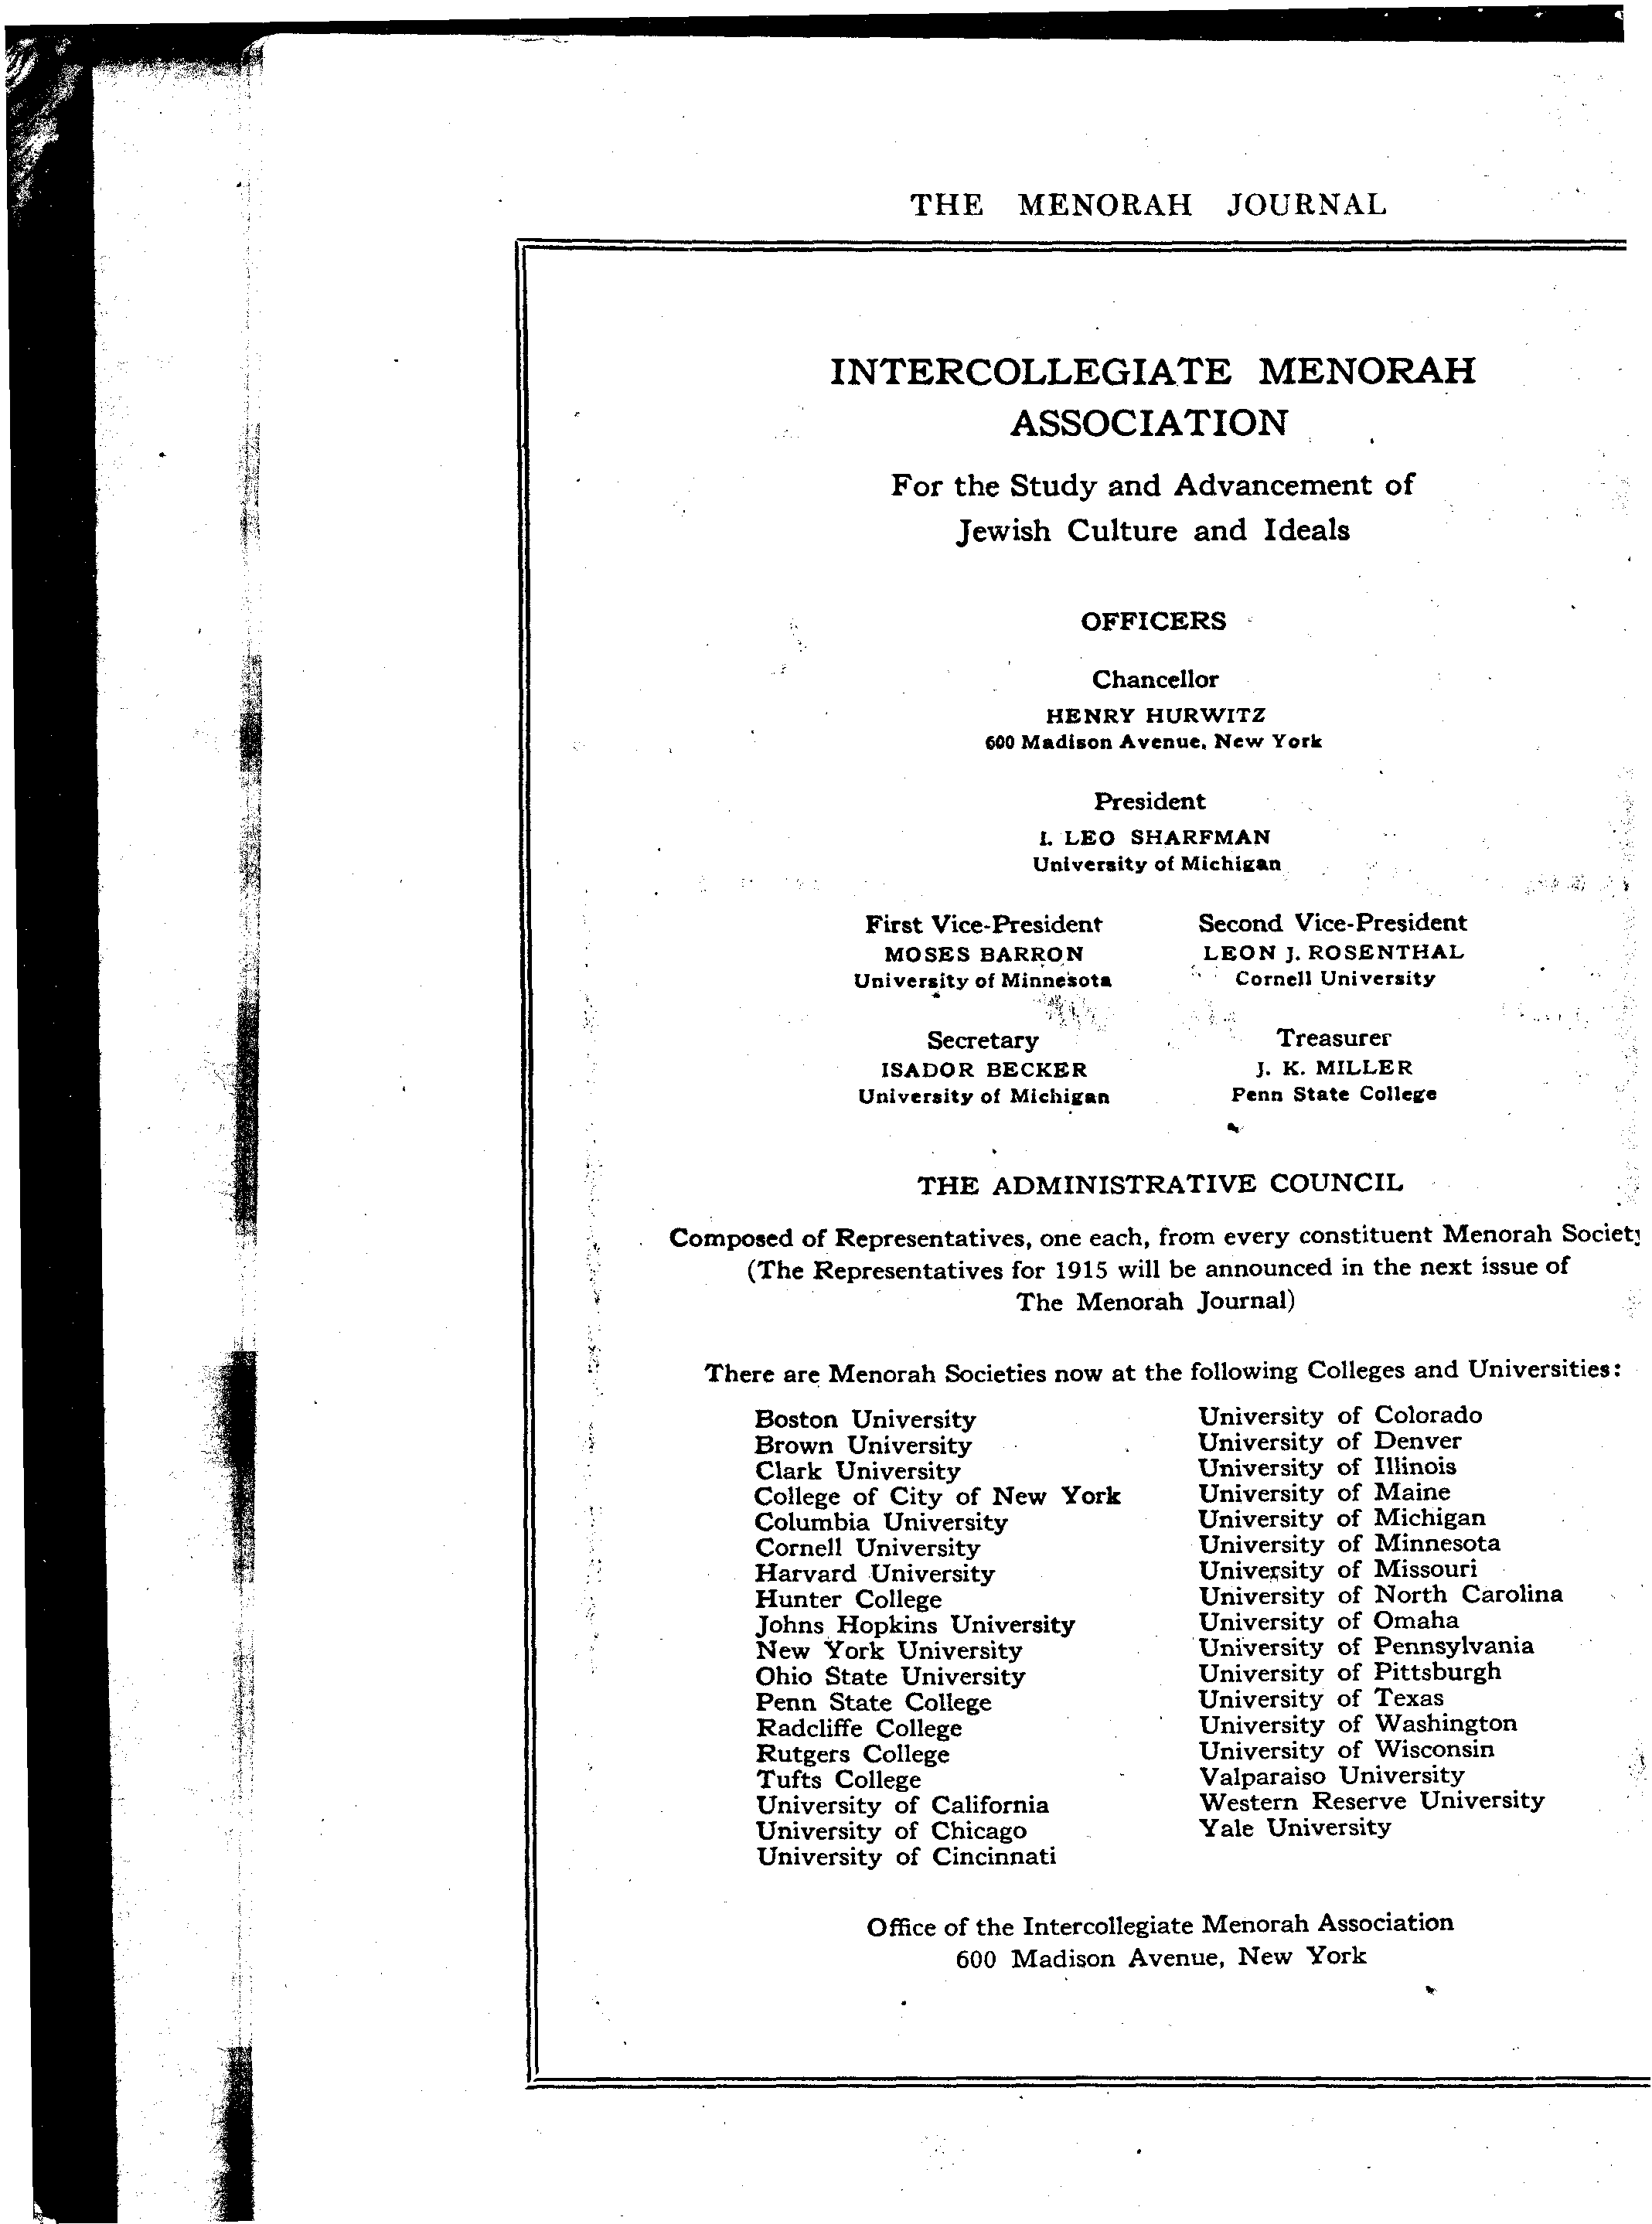 THE MENORAH JOURNAL
INTERCOLLEGIATE MENORAH
ASSOCIATION
For the Study and Advancement of
Jewish Culture and Ideals
OFFICERS
Chancellor
HENRY HURWITZ
600 Madison Avenue, New York
President
I. LEO SHARFMAN
University of Michigan
First Vice-President
MOSES BARRON
University of Minnesota
Second Vice-President
LEON J. ROSENTHAL
Cornell University
Secretary
ISADOR BECKER
University of Michigan
Treasurer
J. K. MILLER
Penn State College
THE ADMINISTRATIVE COUNCIL
Composed of Representatives, one each, from every constituent Menorah Society
(The Representatives for 1915 will be announced in the next issue of
The Menorah Journal)
There are Menorah Societies now at the following Colleges and Universities:
Boston University
Brown University
Clark University
College of City of New York
Columbia University
Cornell University
Harvard University
Hunter College
Johns Hopkins University
New York University
Ohio State University
Penn State College
Radcliffe College
Rutgers College
Tufts College
University of California
University of Chicago
University of Cincinnati
University of Colorado
University of Denver
University of Illinois
University of Maine
University of Michigan
University of Minnesota
University of Missouri
University of North Carolina
University of Omaha
University of Pennsylvania
University of Pittsburgh
University of Texas
University of Washington
University of Wisconsin
Valparaiso University
Western Reserve University
Yale University
Office of the Intercollegiate Menorah Association
600 Madison Avenue, New York